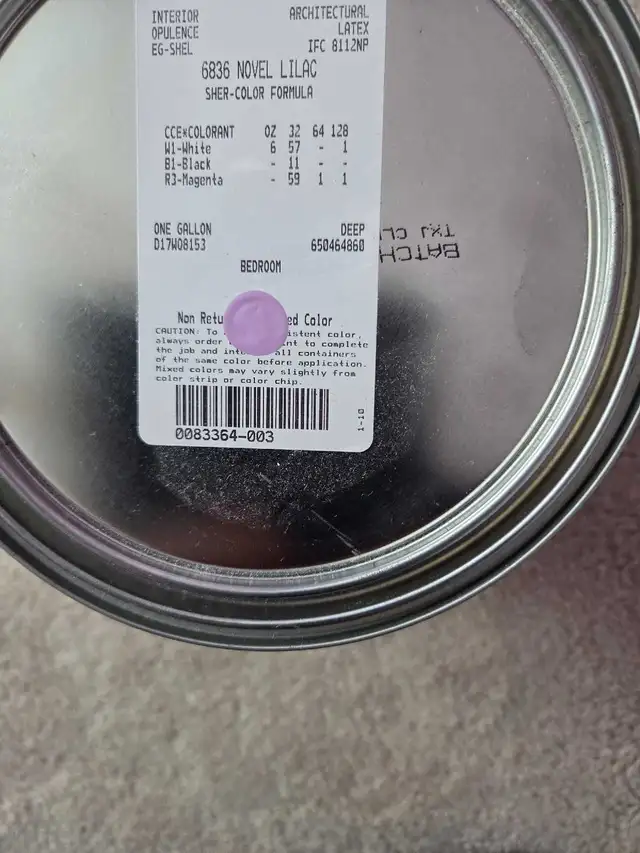 INTERIOR ARCHITECTURAL
OPULENCE LATEX
EG-SHEL IFC 8112NP
6836 NOVEL LILAC
SHER-COLOR FORMULA
CCE*COLORANT OZ 32 64 128
W1-White 6 57 - 1
B1-Black - 11 - -
R3-Magenta - 59 1 1
ONE GALLON DEEP
D17W08153 650464860
BEDROOM
Non Retu ed Color
CAUTION: To istent color,
always order nt to complete
the job and inte all containers
of the same color before application.
Mixed colors may vary slightly from
color strip or color chip.
0083364-003
1-10
BATCH
TXJ